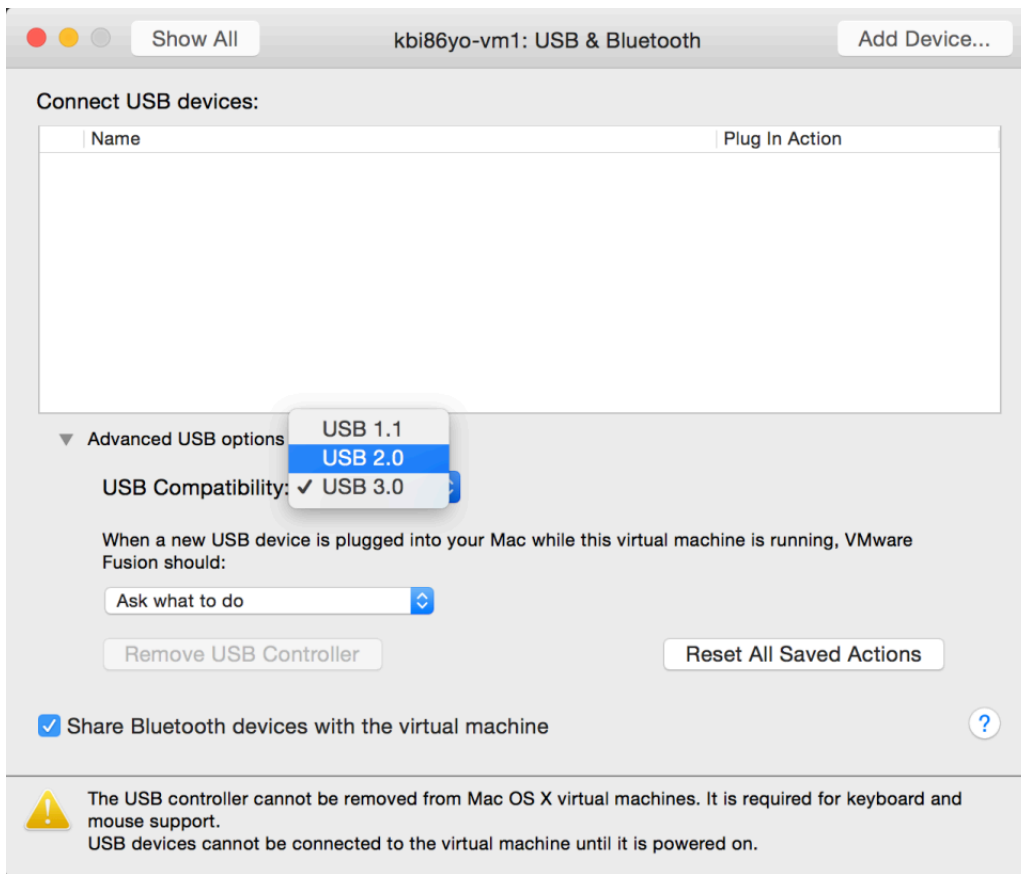 Show All
kbi86yo-vm1: USB & Bluetooth
Add Device...
Connect USB devices:
Name
Plug In Action
Advanced USB options
USB 1.1
USB 2.0
USB Compatibility:
✓ USB 3.0
When a new USB device is plugged into your Mac while this virtual machine is running, VMware
Fusion should:
Ask what to do
Remove USB Controller
Reset All Saved Actions
Share Bluetooth devices with the virtual machine
?
The USB controller cannot be removed from Mac OS X virtual machines. It is required for keyboard and
mouse support.
USB devices cannot be connected to the virtual machine until it is powered on.